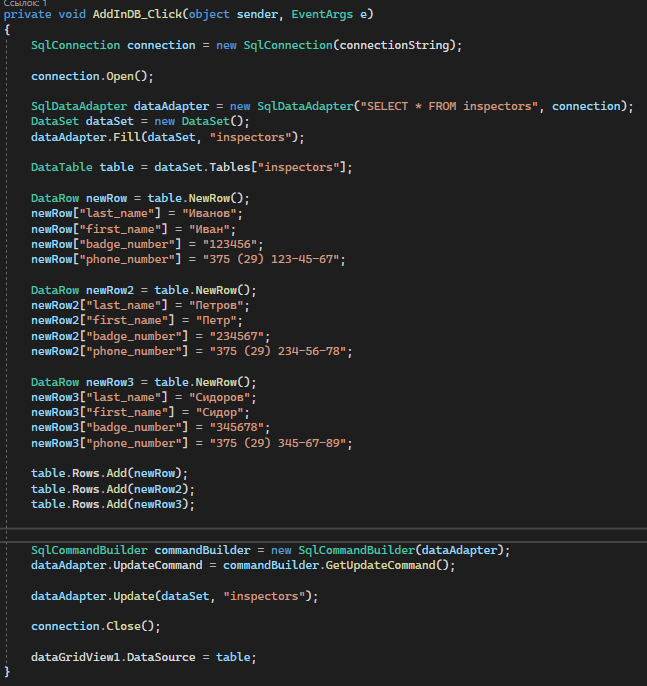 Ссылок: 1
private void AddInDB_Click(object sender, EventArgs e)
{
SqlConnection connection = new SqlConnection(connectionString);
connection.Open();
SqlDataAdapter dataAdapter = new SqlDataAdapter("SELECT * FROM inspectors", connection);
DataSet dataSet = new DataSet();
dataAdapter.Fill(dataSet, "inspectors");
DataTable table = dataSet.Tables["inspectors"];
DataRow newRow = table.NewRow();
newRow["last_name"] = "Иванов";
newRow["first_name"] = "Иван";
newRow["badge_number"] = "123456";
newRow["phone_number"] = "375 (29) 123-45-67";
DataRow newRow2 = table.NewRow();
newRow2["last_name"] = "Петров";
newRow2["first_name"] = "Петр";
newRow2["badge_number"] = "234567";
newRow2["phone_number"] = "375 (29) 234-56-78";
DataRow newRow3 = table.NewRow();
newRow3["last_name"] = "Сидоров";
newRow3["first_name"] = "Сидор";
newRow3["badge_number"] = "345678";
newRow3["phone_number"] = "375 (29) 345-67-89";
table.Rows.Add(newRow);
table.Rows.Add(newRow2);
table.Rows.Add(newRow3);
SqlCommandBuilder commandBuilder = new SqlCommandBuilder(dataAdapter);
dataAdapter.UpdateCommand = commandBuilder.GetUpdateCommand();
dataAdapter.Update(dataSet, "inspectors");
connection.Close();
dataGridView1.DataSource = table;
}